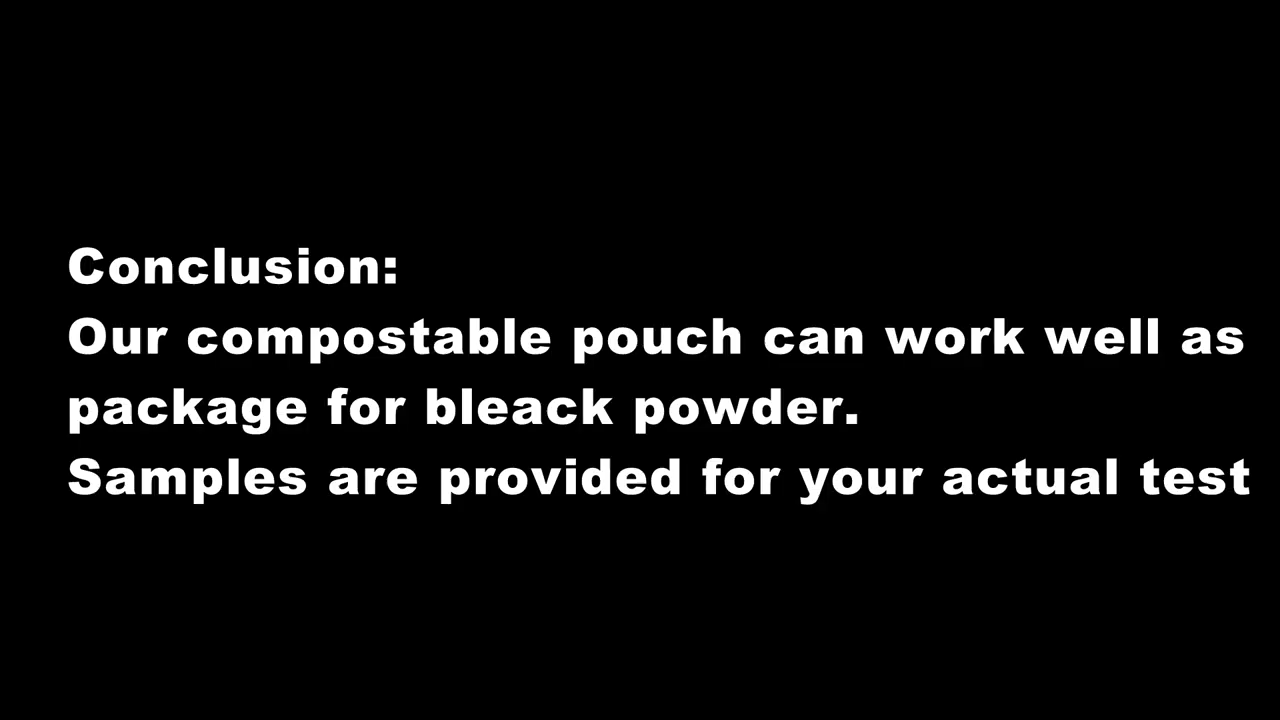 Conclusion:
Our compostable pouch can work well as
package for bleack powder.
Samples are provided for your actual test